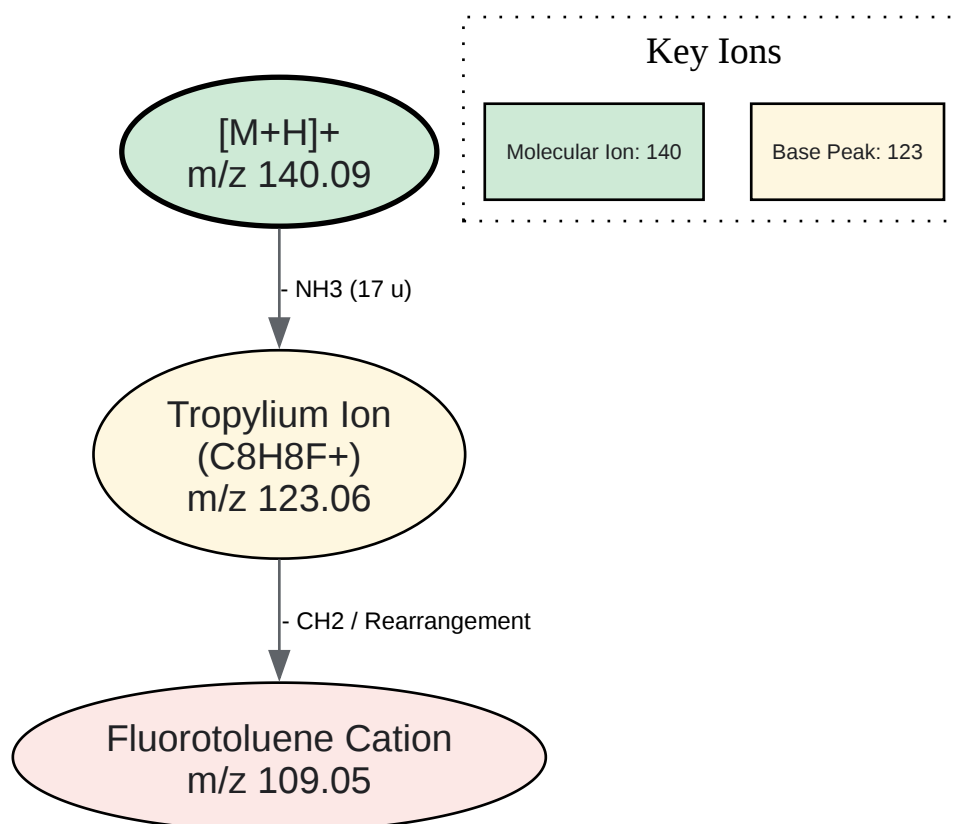 Key Ions
Molecular Ion: 140
Base Peak: 123
[M+H]+
m/z 140.09
- NH3 (17 u)
Tropylium Ion
(C8H8F+)
m/z 123.06
- CH2 / Rearrangement
Fluorotoluene Cation
m/z 109.05